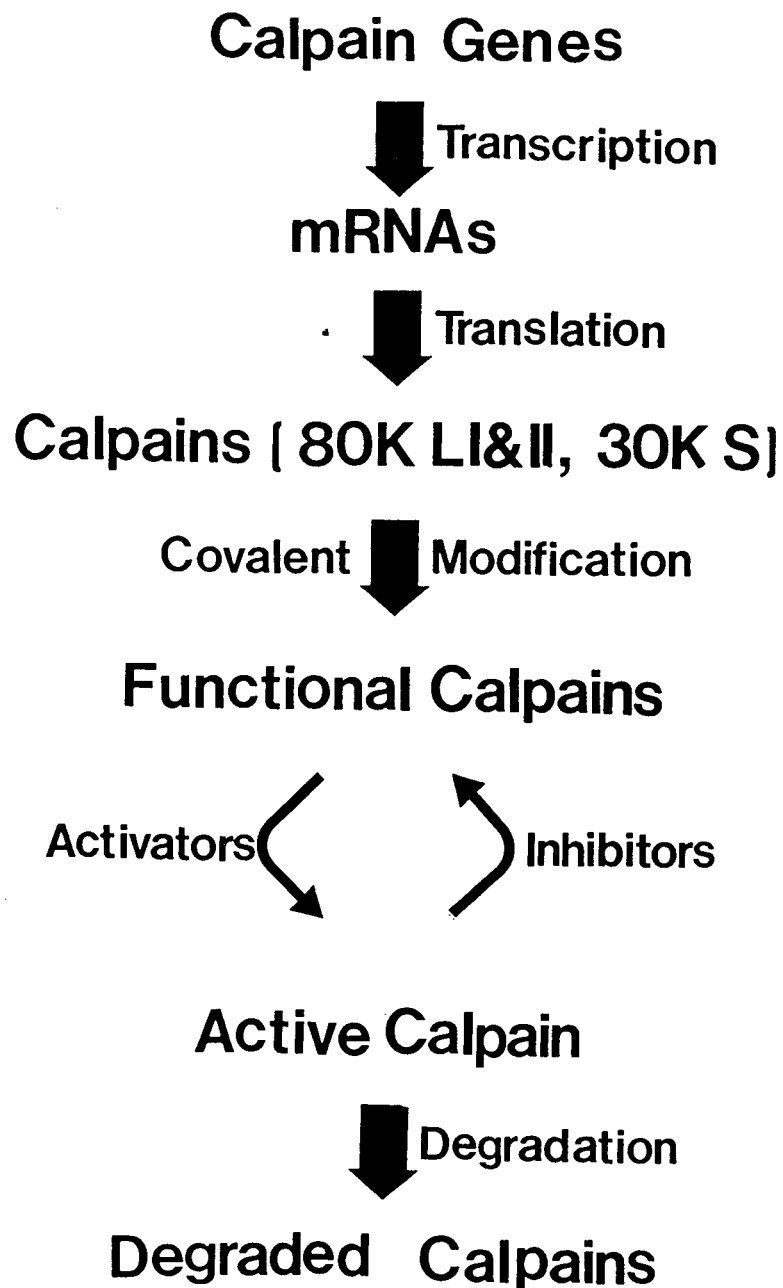 Calpain Genes
Transcription
mRNAs
Translation
Calpains [ 80K LI&II, 30K S]
Covalent Modification
Functional Calpains
Activators Inhibitors
Active Calpain
Degradation
Degraded Calpains